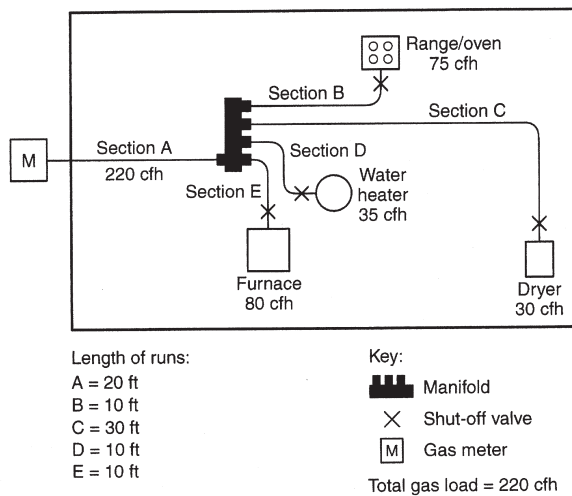 Range/oven
75 cfh
Section B
Section C
Section A
220 cfh
M
Section D
Section E
Water
heater
35 cfh
Furnace
80 cfh
Dryer
30 cfh
Length of runs:
A = 20 ft
B = 10 ft
C = 30 ft
D = 10 ft
E = 10 ft
Key:
Manifold
Shut-off valve
M Gas meter
Total gas load = 220 cfh